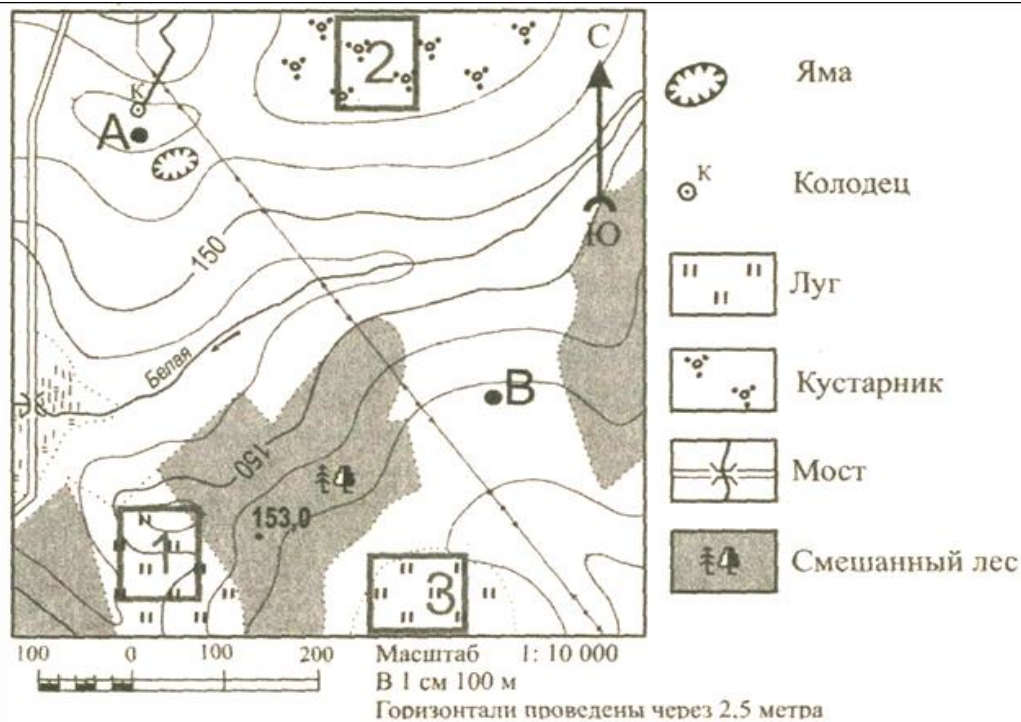 2
С
К
А
Ю
150
Белая
В
150
153,0
1
3
Яма
К
Колодец
Луг
Кустарник
Мост
Смешанный лес
100 0 100 200
Масштаб 1: 10 000
В 1 см 100 м
Горизонтали проведены через 2,5 метра